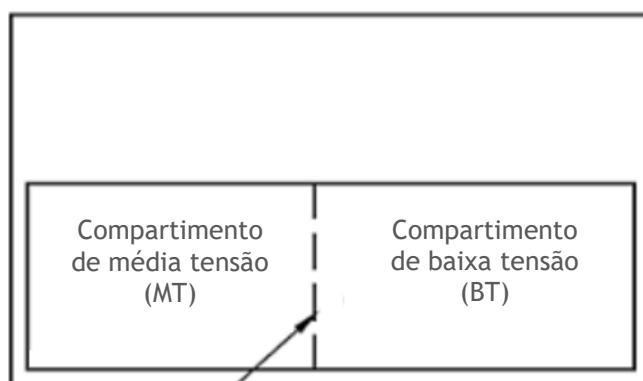 Compartimento
de média tensão
(MT)
Compartimento
de baixa tensão
(BT)